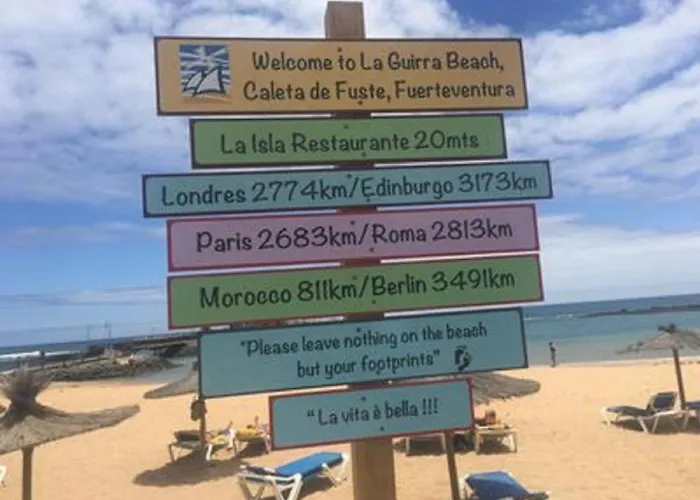 Welcome to La Guirra Beach,
Caleta de Fuste, Fuerteventura
La Isla Restaurante 20mts
Londres 2774km/Edinburgo 3173km
Paris 2683km/Roma 2813km
Morocco 811km/Berlin 3491km
"Please leave nothing on the beach
but your footprints"
"La vita è bella !!!